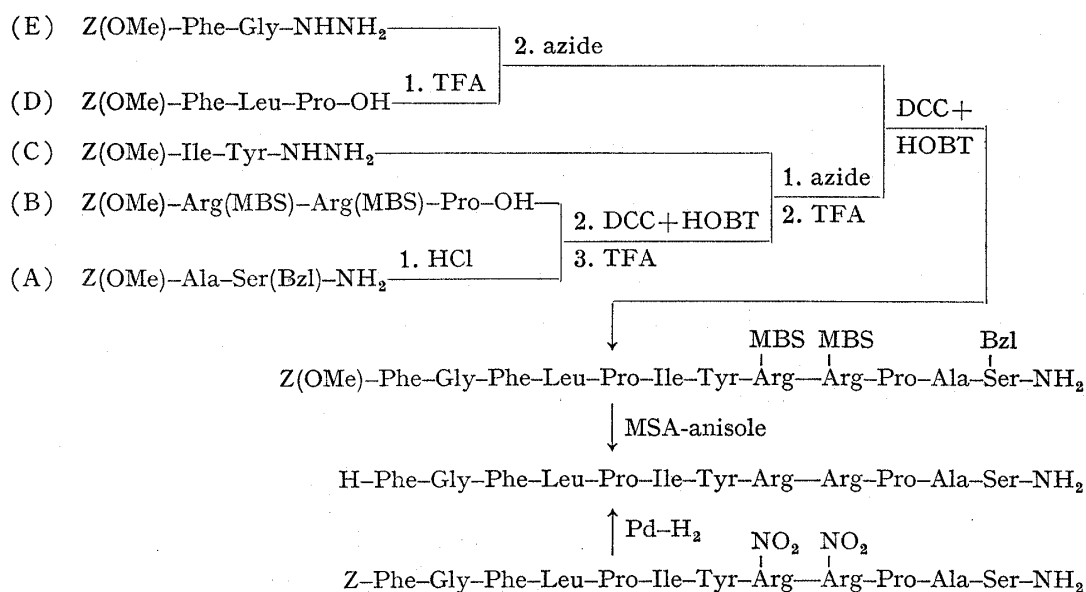 (E) Z(OMe)–Phe–Gly–NHNH₂
2. azide
(D) Z(OMe)–Phe–Leu–Pro–OH
1. TFA
DCC+
HOBT
(C) Z(OMe)–Ile–Tyr–NHNH₂
1. azide
2. TFA
(B) Z(OMe)–Arg(MBS)–Arg(MBS)–Pro–OH
2. DCC+HOBT
3. TFA
(A) Z(OMe)–Ala–Ser(Bzl)–NH₂
1. HCl
MBS MBS Bzl
Z(OMe)–Phe–Gly–Phe–Leu–Pro–Ile–Tyr–Arg—Arg–Pro–Ala–Ser–NH₂
MSA-anisole
H–Phe–Gly–Phe–Leu–Pro–Ile–Tyr–Arg—Arg–Pro–Ala–Ser–NH₂
Pd–H₂
NO₂ NO₂
Z–Phe–Gly–Phe–Leu–Pro–Ile–Tyr–Arg—Arg–Pro–Ala–Ser–NH₂